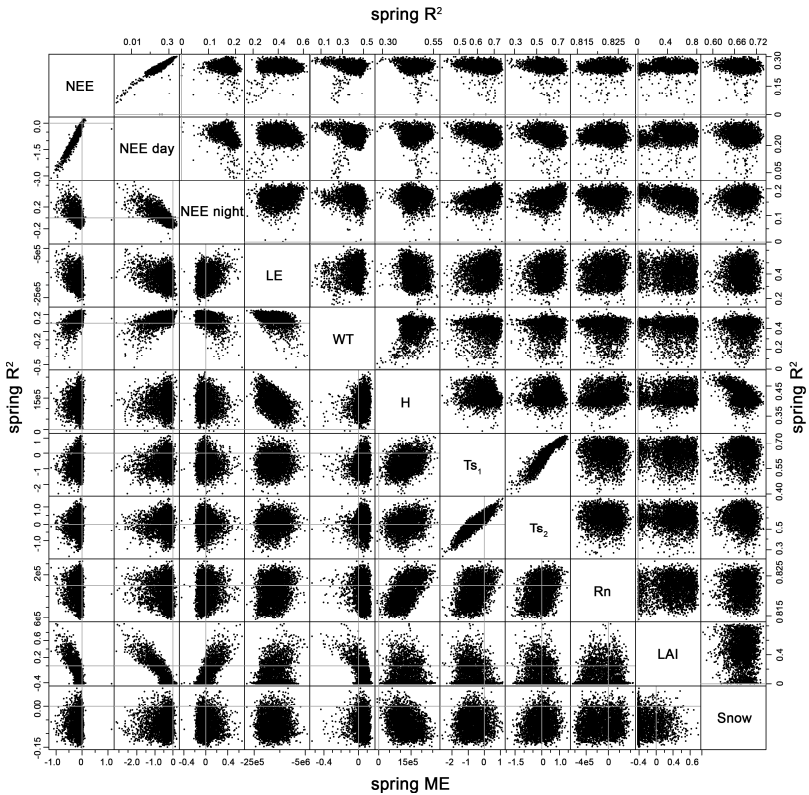 spring R²
0.01 0.3 0 0.1 0.2 0.2 0.4 0.6 0.1 0.3 0.5 0.30 0.55 0.5 0.6 0.7 0.3 0.5 0.7 0.815 0.825 0 0.4 0.8 0.60 0.66 0.72
NEE
0 0.30
NEE day
0.0 -1.5 -3.0
0.05 0.20
NEE night
0.2 -0.2
0 0.1 0.2
LE
-5e5 -25e5
0.2 0.4
WT
0.2 -0.5
0 0.2 0.4
H
0 15e5
0.35 0.45
Ts₁
1 0 -1 -2
0.40 0.55 0.70
Ts₂
1.0 0.0 -1.0
0.3 0.5
Rn
2e5 6e5
0.815 0.825
LAI
6e5 0.6 0.2 -0.4
0 0.4
Snow
0.00 -0.15
-1.0 0 1.0 -2 -1 0 0 0.4 -25e5 -5e6 -0.4 0 0 15e5 -2 -1 0 1 -1.5 0 1.0 -4e5 0 -0.4 0 0.6
spring R²
spring R²
spring ME